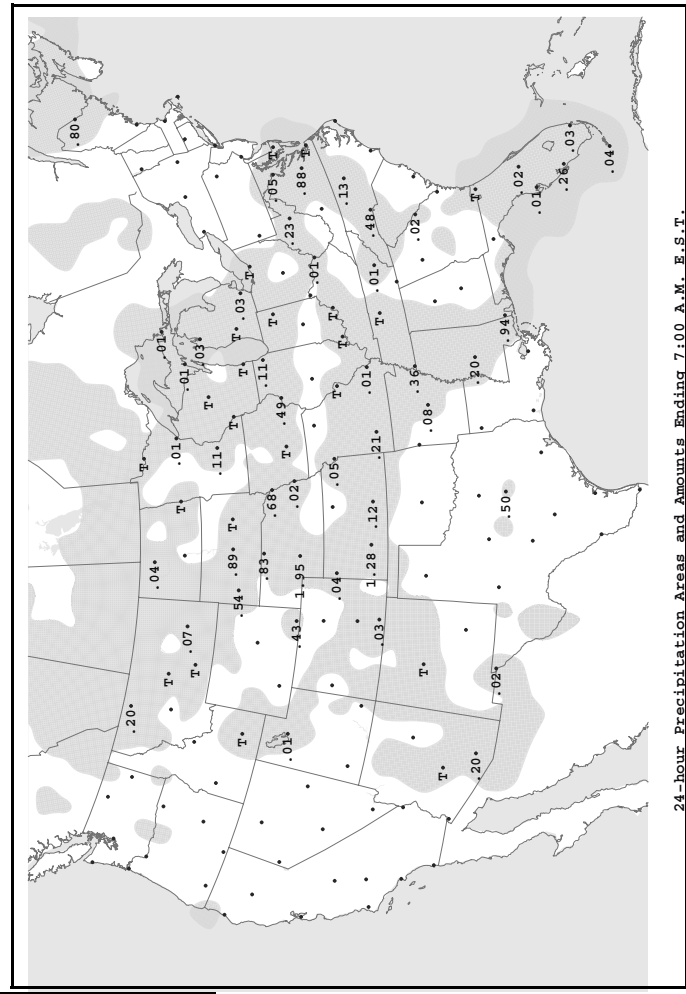 .80
.20
T
.04
.01
T
.01
T
.01
.07
T
.03
T
.11
.89 T T
.54 T .03
T T T
.83 .11
.68 T .05 T
.01 T .49 .23
.43 .02
1.95 .88 T
.01
.04 .05 T T T
.13
1.28 .12 .21 .01 T .01 .48
.03
.36 .02
T .08
T
.20 .20 T
.02 .50 .94 .02
.01
.26 .03
.04
24-hour Precipitation Areas and Amounts Ending 7:00 A.M. E.S.T.